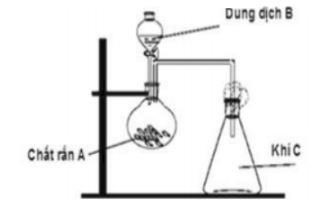 Dung dịch B
Chất rắn A
Khí C